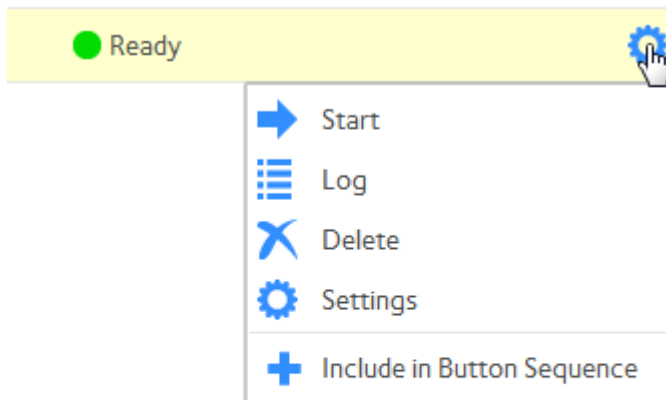 Ready
Start
Log
Delete
Settings
Include in Button Sequence